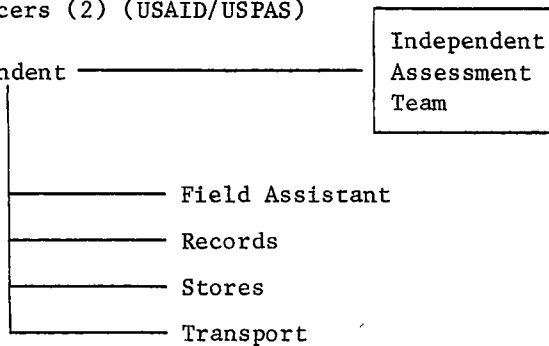 cers (2) (USAID/USPAS)
ndent
Independent
Assessment
Team
Field Assistant
Records
Stores
Transport